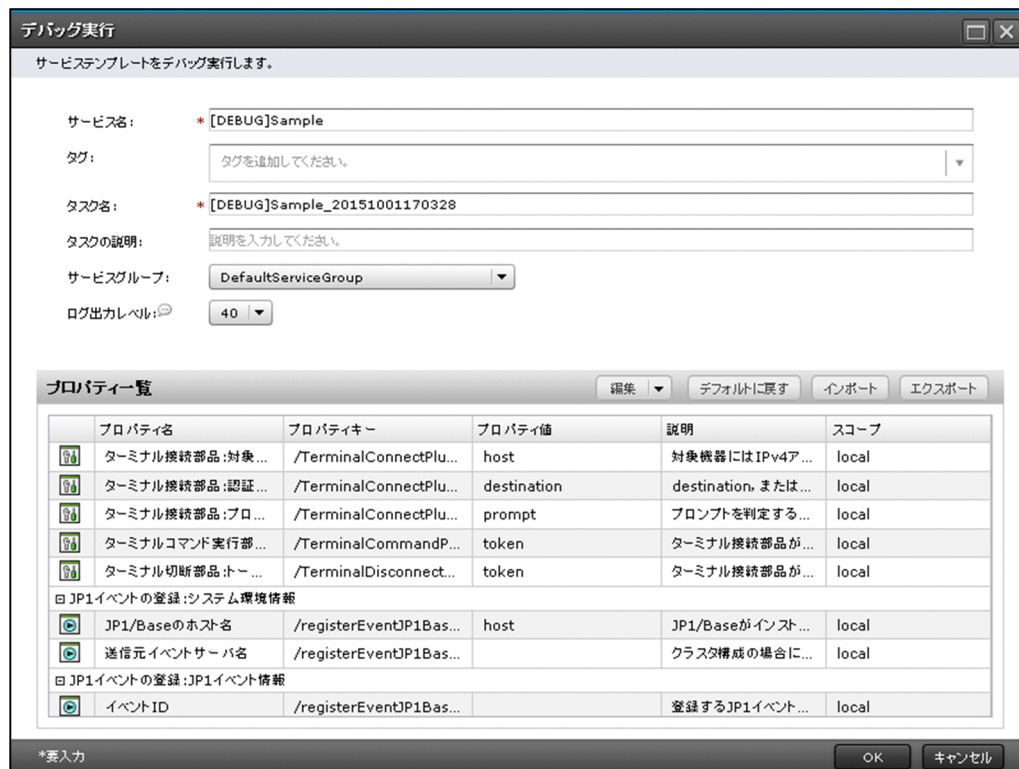 デバッグ実行
サービステンプレートをデバッグ実行します。
サービス名: * [DEBUG]Sample
タグ: タグを追加してください。
タスク名: * [DEBUG]Sample_20151001170328
タスクの説明: 説明を入力してください。
サービスグループ: DefaultServiceGroup
ログ出力レベル: 40
プロパティ一覧 編集 デフォルトに戻す インポート エクスポート
プロパティ名 プロパティキー プロパティ値 説明 スコープ
ターミナル接続部品:対象... /TerminalConnectPlu... host 対象機器にはIPv4ア... local
ターミナル接続部品:認証... /TerminalConnectPlu... destination destination, または... local
ターミナル接続部品:プロ... /TerminalConnectPlu... prompt プロンプトを判定する... local
ターミナルコマンド実行部... /TerminalCommandP... token ターミナル接続部品が... local
ターミナル切断部品:トー... /TerminalDisconnect... token ターミナル接続部品が... local
JP1イベントの登録:システム環境情報
JP1/Baseのホスト名 /registerEventJP1Bas... host JP1/Baseがインスト... local
送信元イベントサーバ名 /registerEventJP1Bas... クラスタ構成の場合に... local
JP1イベントの登録:JP1イベント情報
イベントID /registerEventJP1Bas... 登録するJP1イベント... local
*要入力 OK キャンセル